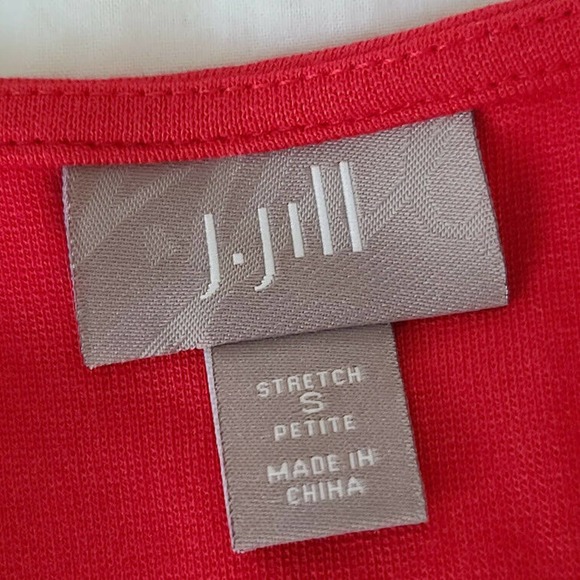 J.Jill
STRETCH
S
PETITE
MADE IN
CHINA